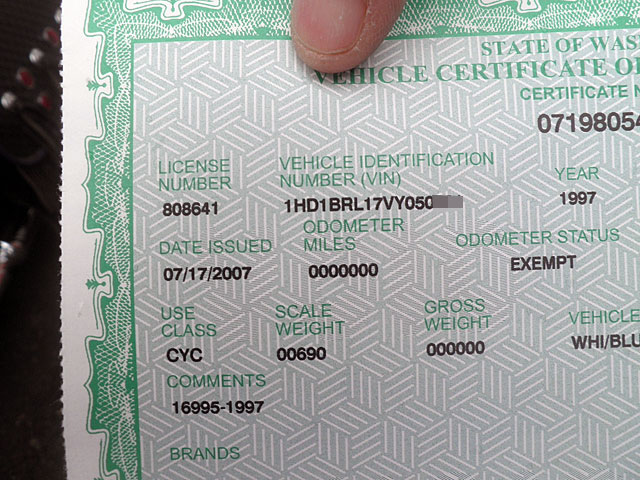 STATE OF WAS
VEHICLE CERTIFICATE O
CERTIFICATE N
07198054
LICENSE NUMBER
VEHICLE IDENTIFICATION NUMBER (VIN)
YEAR
808641
1HD1BRL17VY050
1997
DATE ISSUED
ODOMETER MILES
ODOMETER STATUS
07/17/2007
0000000
EXEMPT
USE CLASS
SCALE WEIGHT
GROSS WEIGHT
VEHICLE
CYC
00690
000000
WHI/BLU
COMMENTS
16995-1997
BRANDS